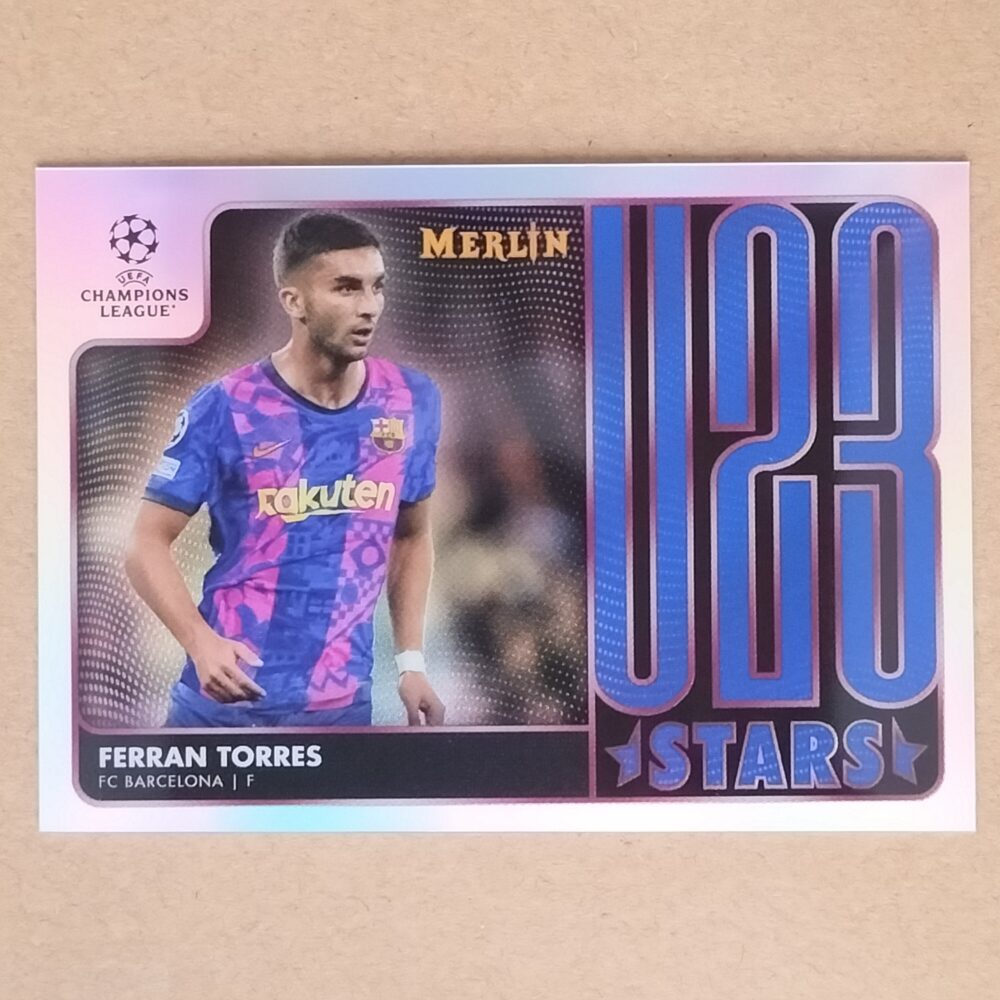 UEFA
CHAMPIONS
LEAGUE
MERLIN
U23
STARS
Rakuten
FERRAN TORRES
FC BARCELONA | F